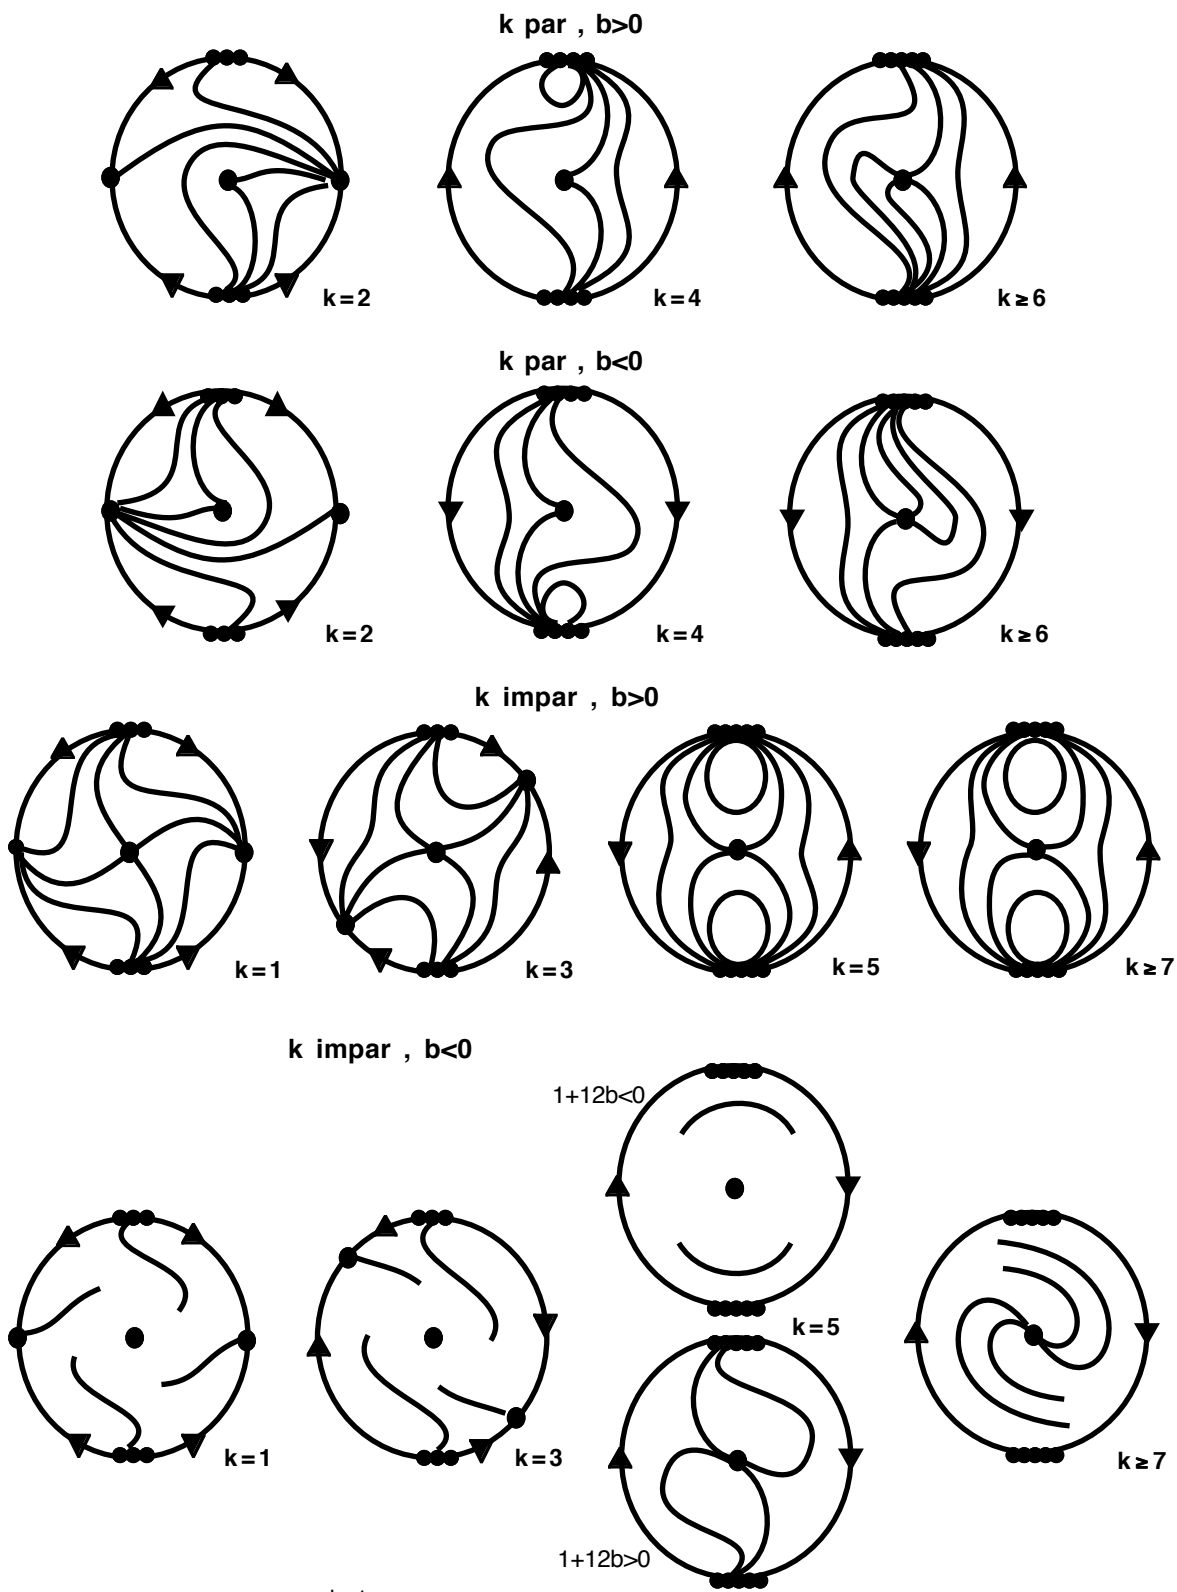 k par , b>0
k=2
k=4
k≥6
k par , b<0
k=2
k=4
k≥6
k impar , b>0
k=1
k=3
k=5
k≥7
k impar , b<0
1+12b<0
k=5
k=1
k=3
k≥7
1+12b>0